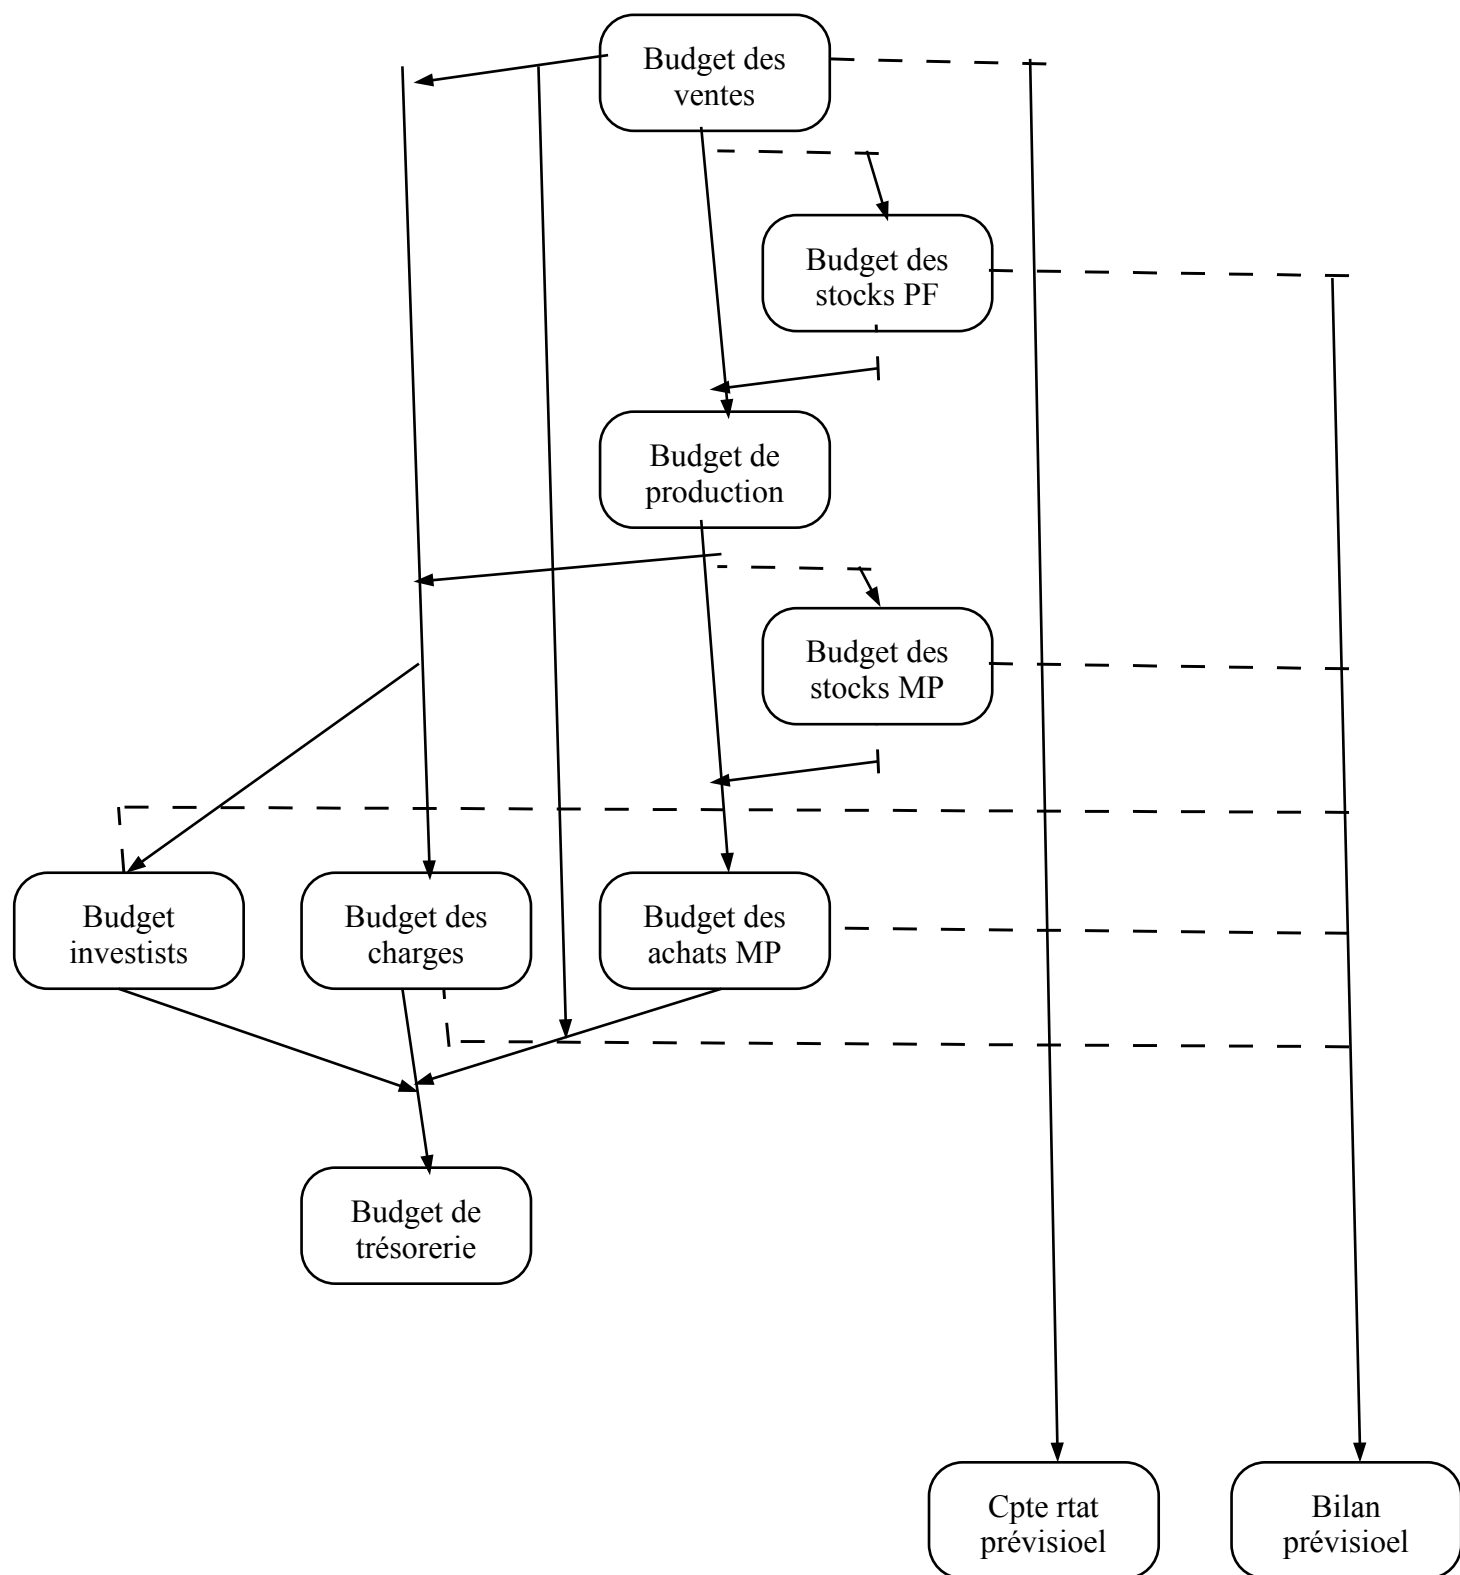 Budget des
ventes
Budget des
stocks PF
Budget de
production
Budget des
stocks MP
Budget
investists
Budget des
charges
Budget des
achats MP
Budget de
trésorerie
Cpte rtat
prévisioel
Bilan
prévisioel